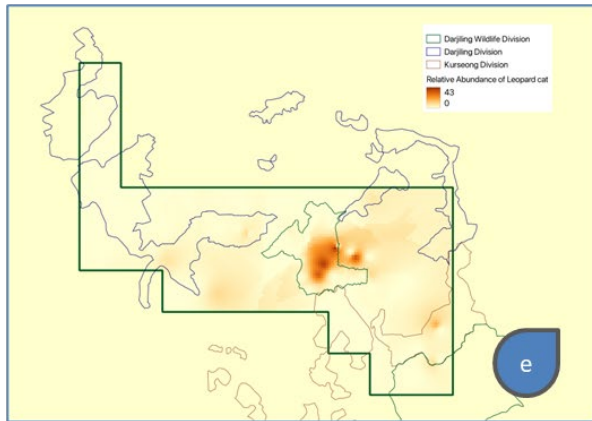 Darjiling Wildlife Division
Darjiling Division
Kurseong Division
Relative Abundance of Leopard cat
43
0
e